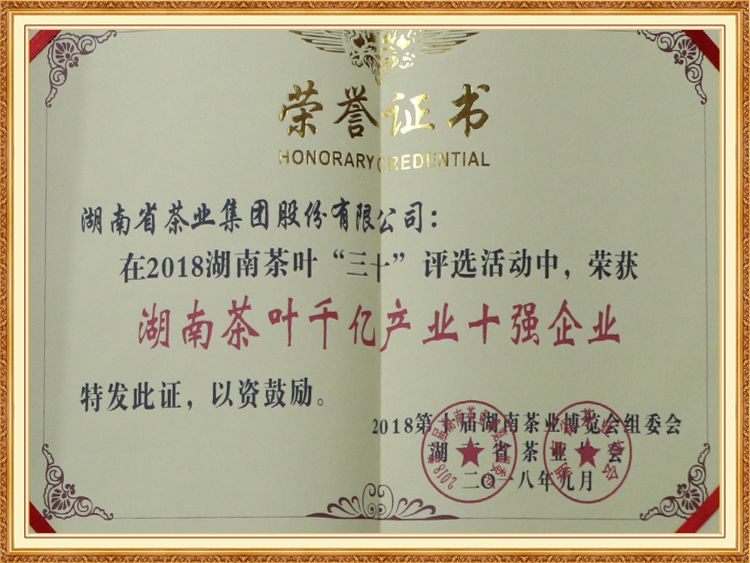 荣誉证书
HONORARY CREDENTIAL
湖南省茶业集团股份有限公司：
在2018湖南茶叶“三十”评选活动中，荣获
湖南茶叶千亿产业十强企业
特发此证，以资鼓励。
2018第十届湖南茶业博览会组委会
湖南省茶业协会
二〇一八年九月